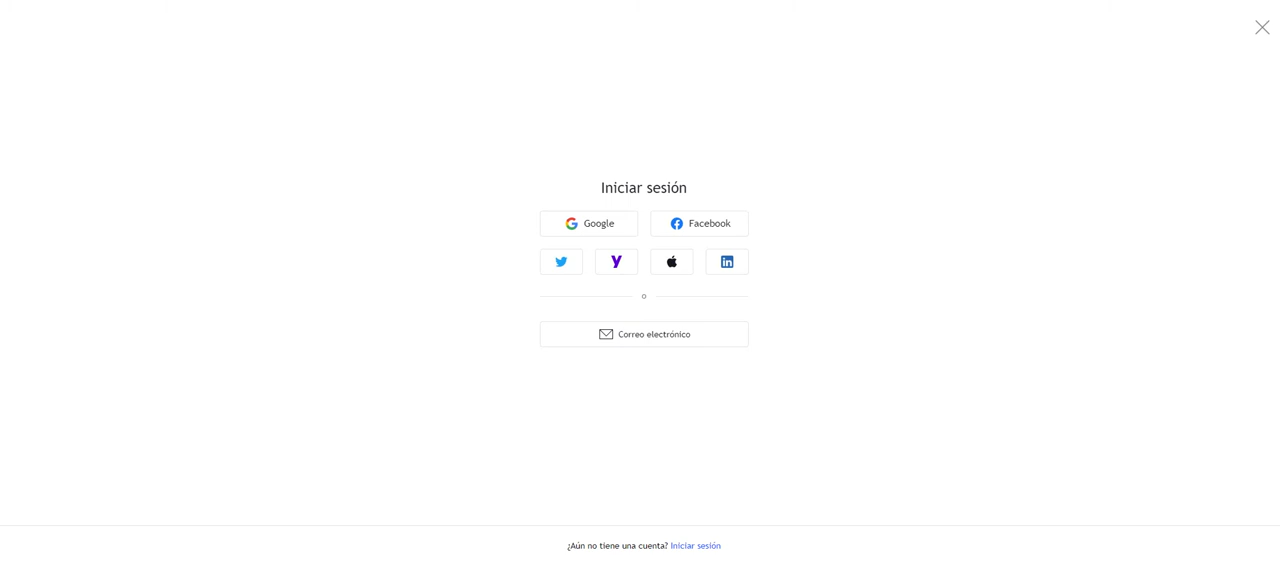 Iniciar sesión
Google
Facebook
o
Correo electrónico
¿Aún no tiene una cuenta? Iniciar sesión